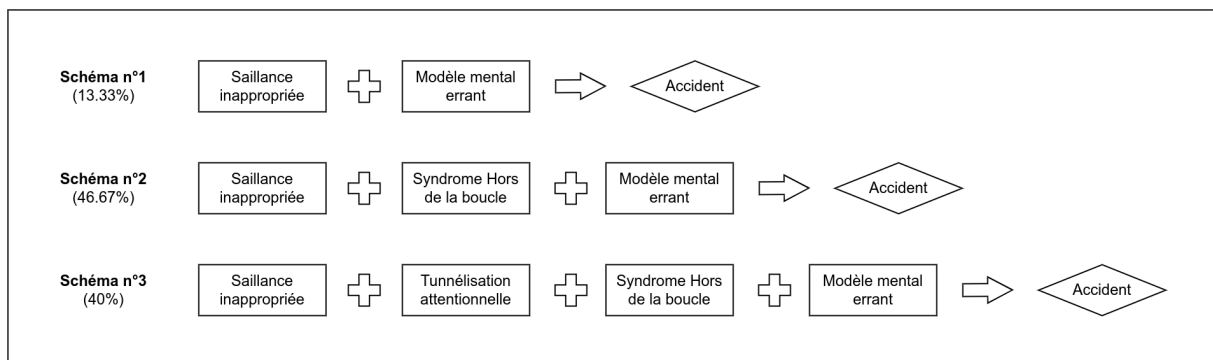 Schéma n°1
(13.33%)
Saillance
inappropriée
Modèle mental
errant
Accident
Schéma n°2
(46.67%)
Saillance
inappropriée
Syndrome Hors
de la boucle
Modèle mental
errant
Accident
Schéma n°3
(40%)
Saillance
inappropriée
Tunnélisation
attentionnelle
Syndrome Hors
de la boucle
Modèle mental
errant
Accident